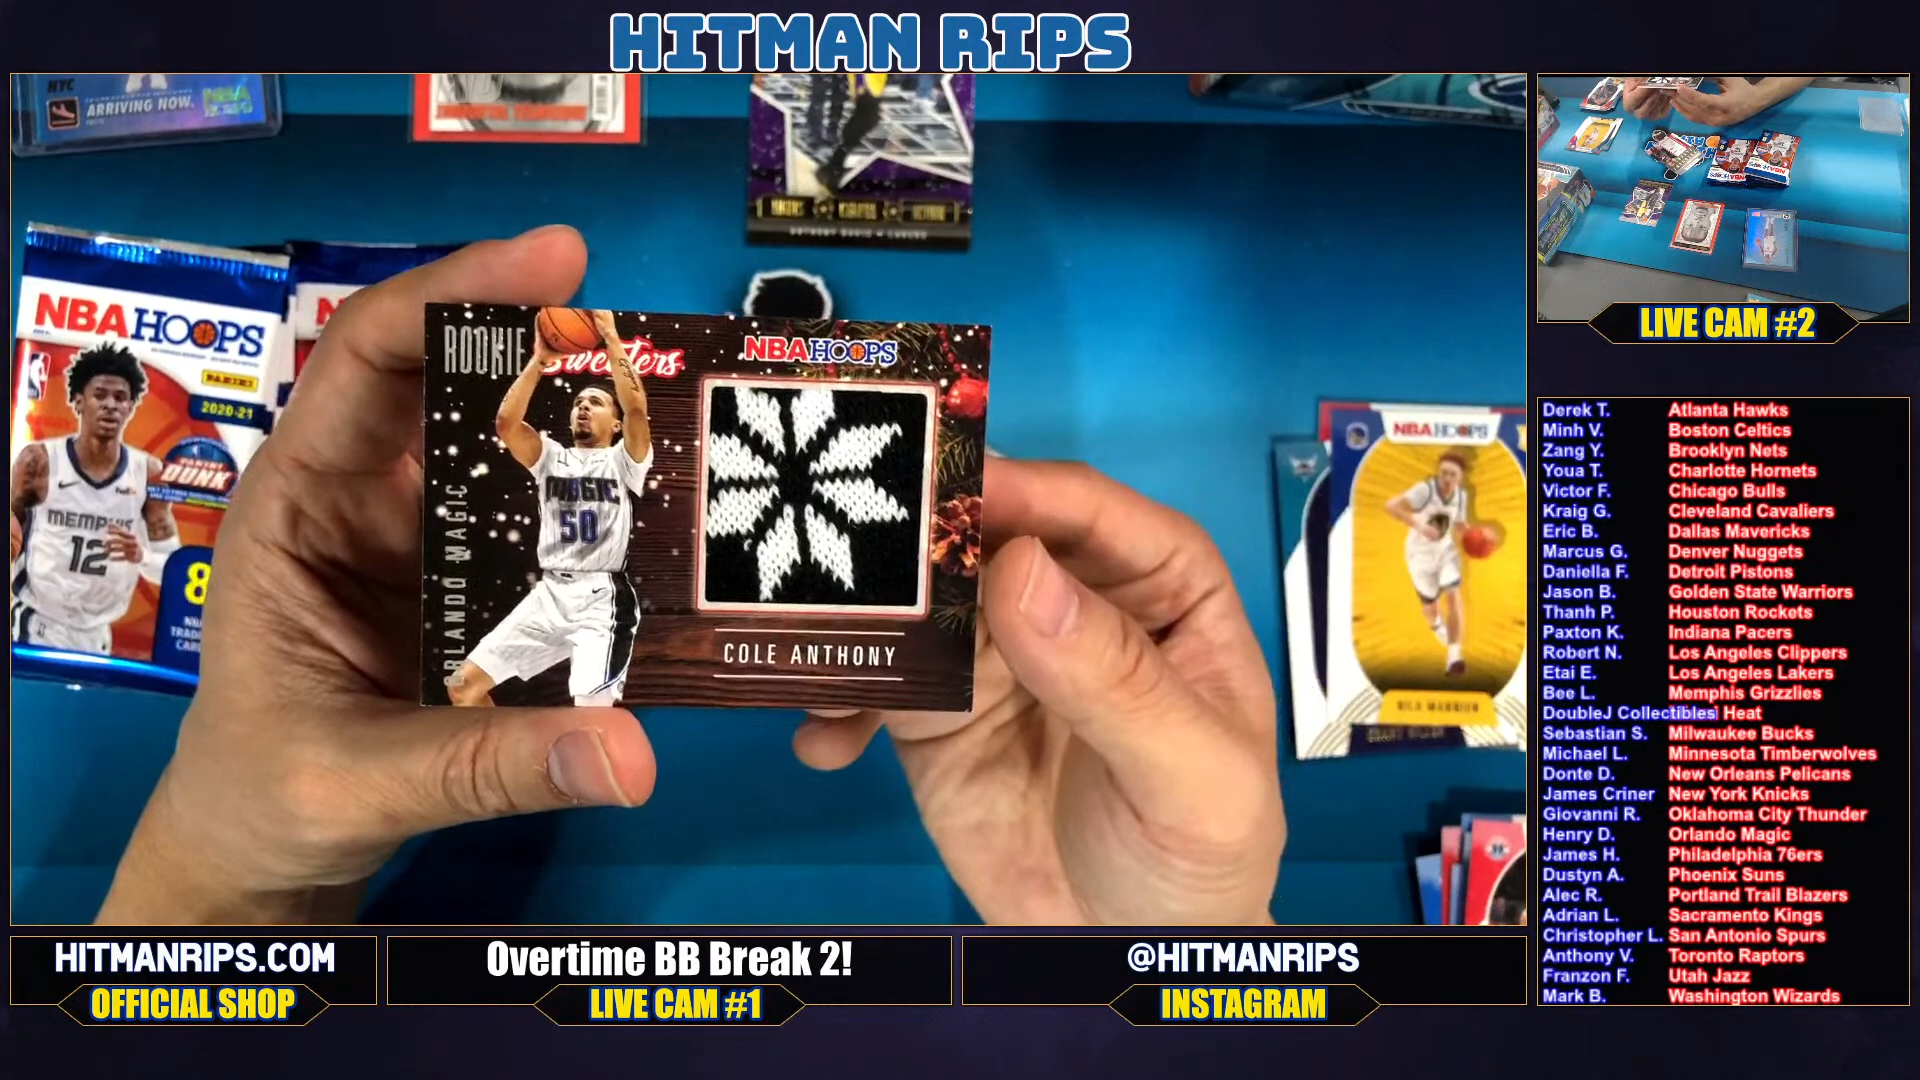 HITMAN RIPS
NYC
ARRIVING NOW.
NBA HOOPS
PANINI
2020-21
PANINI
DUNK
MEMPHIS
12
8
N
ROOKIE Sweaters
NBA HOOPS
ORLANDO MAGIC
MAGIC
50
COLE ANTHONY
NBA HOOPS
NICO MANNION
LIVE CAM #2
Derek T. Atlanta Hawks
Minh V. Boston Celtics
Zang Y. Brooklyn Nets
Youa T. Charlotte Hornets
Victor F. Chicago Bulls
Kraig G. Cleveland Cavaliers
Eric B. Dallas Mavericks
Marcus G. Denver Nuggets
Daniella F. Detroit Pistons
Jason B. Golden State Warriors
Thanh P. Houston Rockets
Paxton K. Indiana Pacers
Robert N. Los Angeles Clippers
Etai E. Los Angeles Lakers
Bee L. Memphis Grizzlies
DoubleJ Collectibles Heat
Sebastian S. Milwaukee Bucks
Michael L. Minnesota Timberwolves
Donte D. New Orleans Pelicans
James Criner New York Knicks
Giovanni R. Oklahoma City Thunder
Henry D. Orlando Magic
James H. Philadelphia 76ers
Dustyn A. Phoenix Suns
Alec R. Portland Trail Blazers
Adrian L. Sacramento Kings
Christopher L. San Antonio Spurs
Anthony V. Toronto Raptors
Franzon F. Utah Jazz
Mark B. Washington Wizards
HITMANRIPS.COM
OFFICIAL SHOP
Overtime BB Break 2!
LIVE CAM #1
@HITMANRIPS
INSTAGRAM